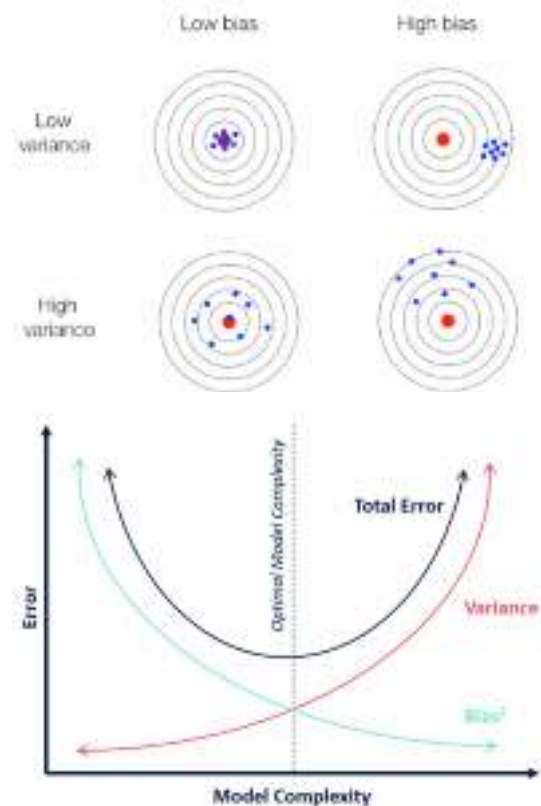 Low bias
High bias
Low
variance
High
variance
Optimal Model Complexity
Total Error
Variance
Bias²
Error
Model Complexity